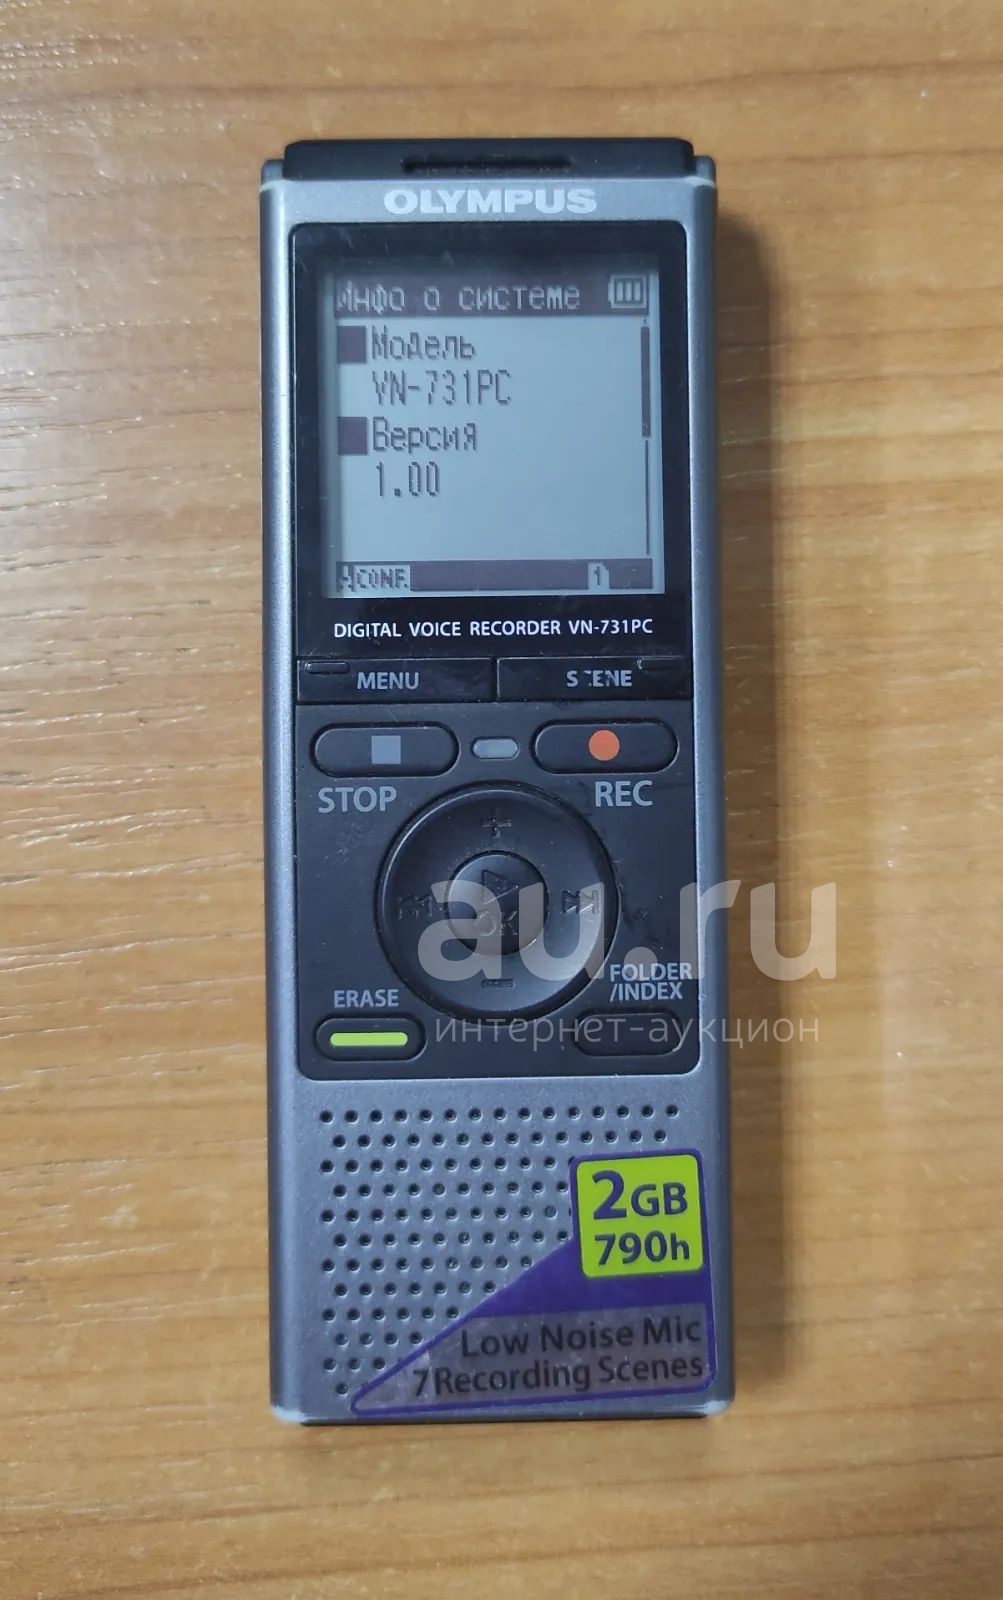 OLYMPUS
Инфо о системе
Модель
VN-731PC
Версия
1.00
CONF.
1
DIGITAL VOICE RECORDER VN-731PC
MENU
SCENE
STOP
REC
+
OK
−
au.ru
интернет-аукцион
ERASE
FOLDER
/INDEX
2GB
790h
Low Noise Mic
7 Recording Scenes